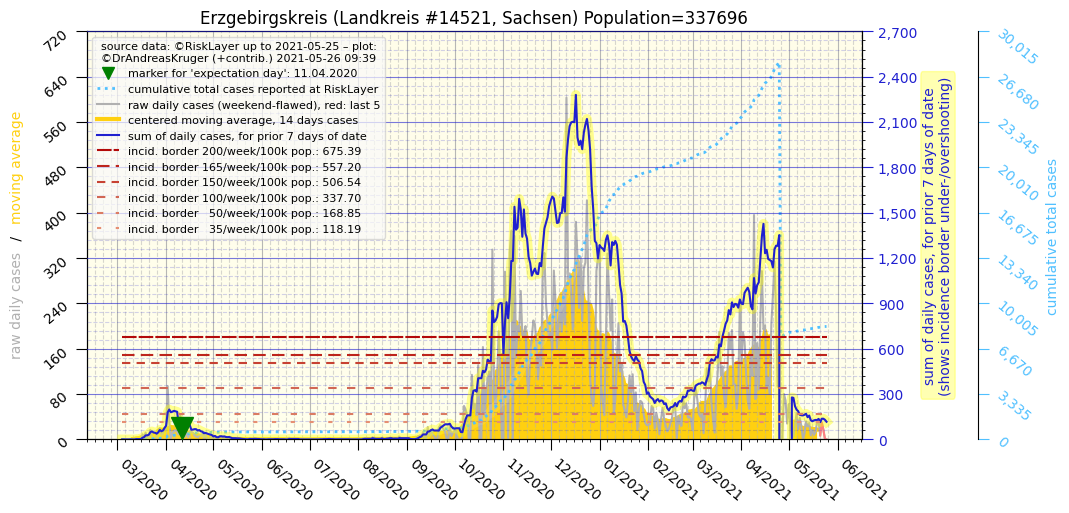 Erzgebirgskreis (Landkreis #14521, Sachsen) Population=337696
source data: ©RiskLayer up to 2021-05-25 – plot:
©DrAndreasKruger (+contrib.) 2021-05-26 09:39
marker for 'expectation day': 11.04.2020
cumulative total cases reported at RiskLayer
raw daily cases (weekend-flawed), red: last 5
centered moving average, 14 days cases
sum of daily cases, for prior 7 days of date
incid. border 200/week/100k pop.: 675.39
incid. border 165/week/100k pop.: 557.20
incid. border 150/week/100k pop.: 506.54
incid. border 100/week/100k pop.: 337.70
incid. border   50/week/100k pop.: 168.85
incid. border   35/week/100k pop.: 118.19
raw daily cases / moving average
720
640
560
480
400
320
240
160
80
0
03/2020
04/2020
05/2020
06/2020
07/2020
08/2020
09/2020
10/2020
11/2020
12/2020
01/2021
02/2021
03/2021
04/2021
05/2021
06/2021
2,700
2,400
2,100
1,800
1,500
1,200
900
600
300
0
sum of daily cases, for prior 7 days of date
(shows incidence border under-/overshooting)
30,015
26,680
23,345
20,010
16,675
13,340
10,005
6,670
3,335
0
cumulative total cases